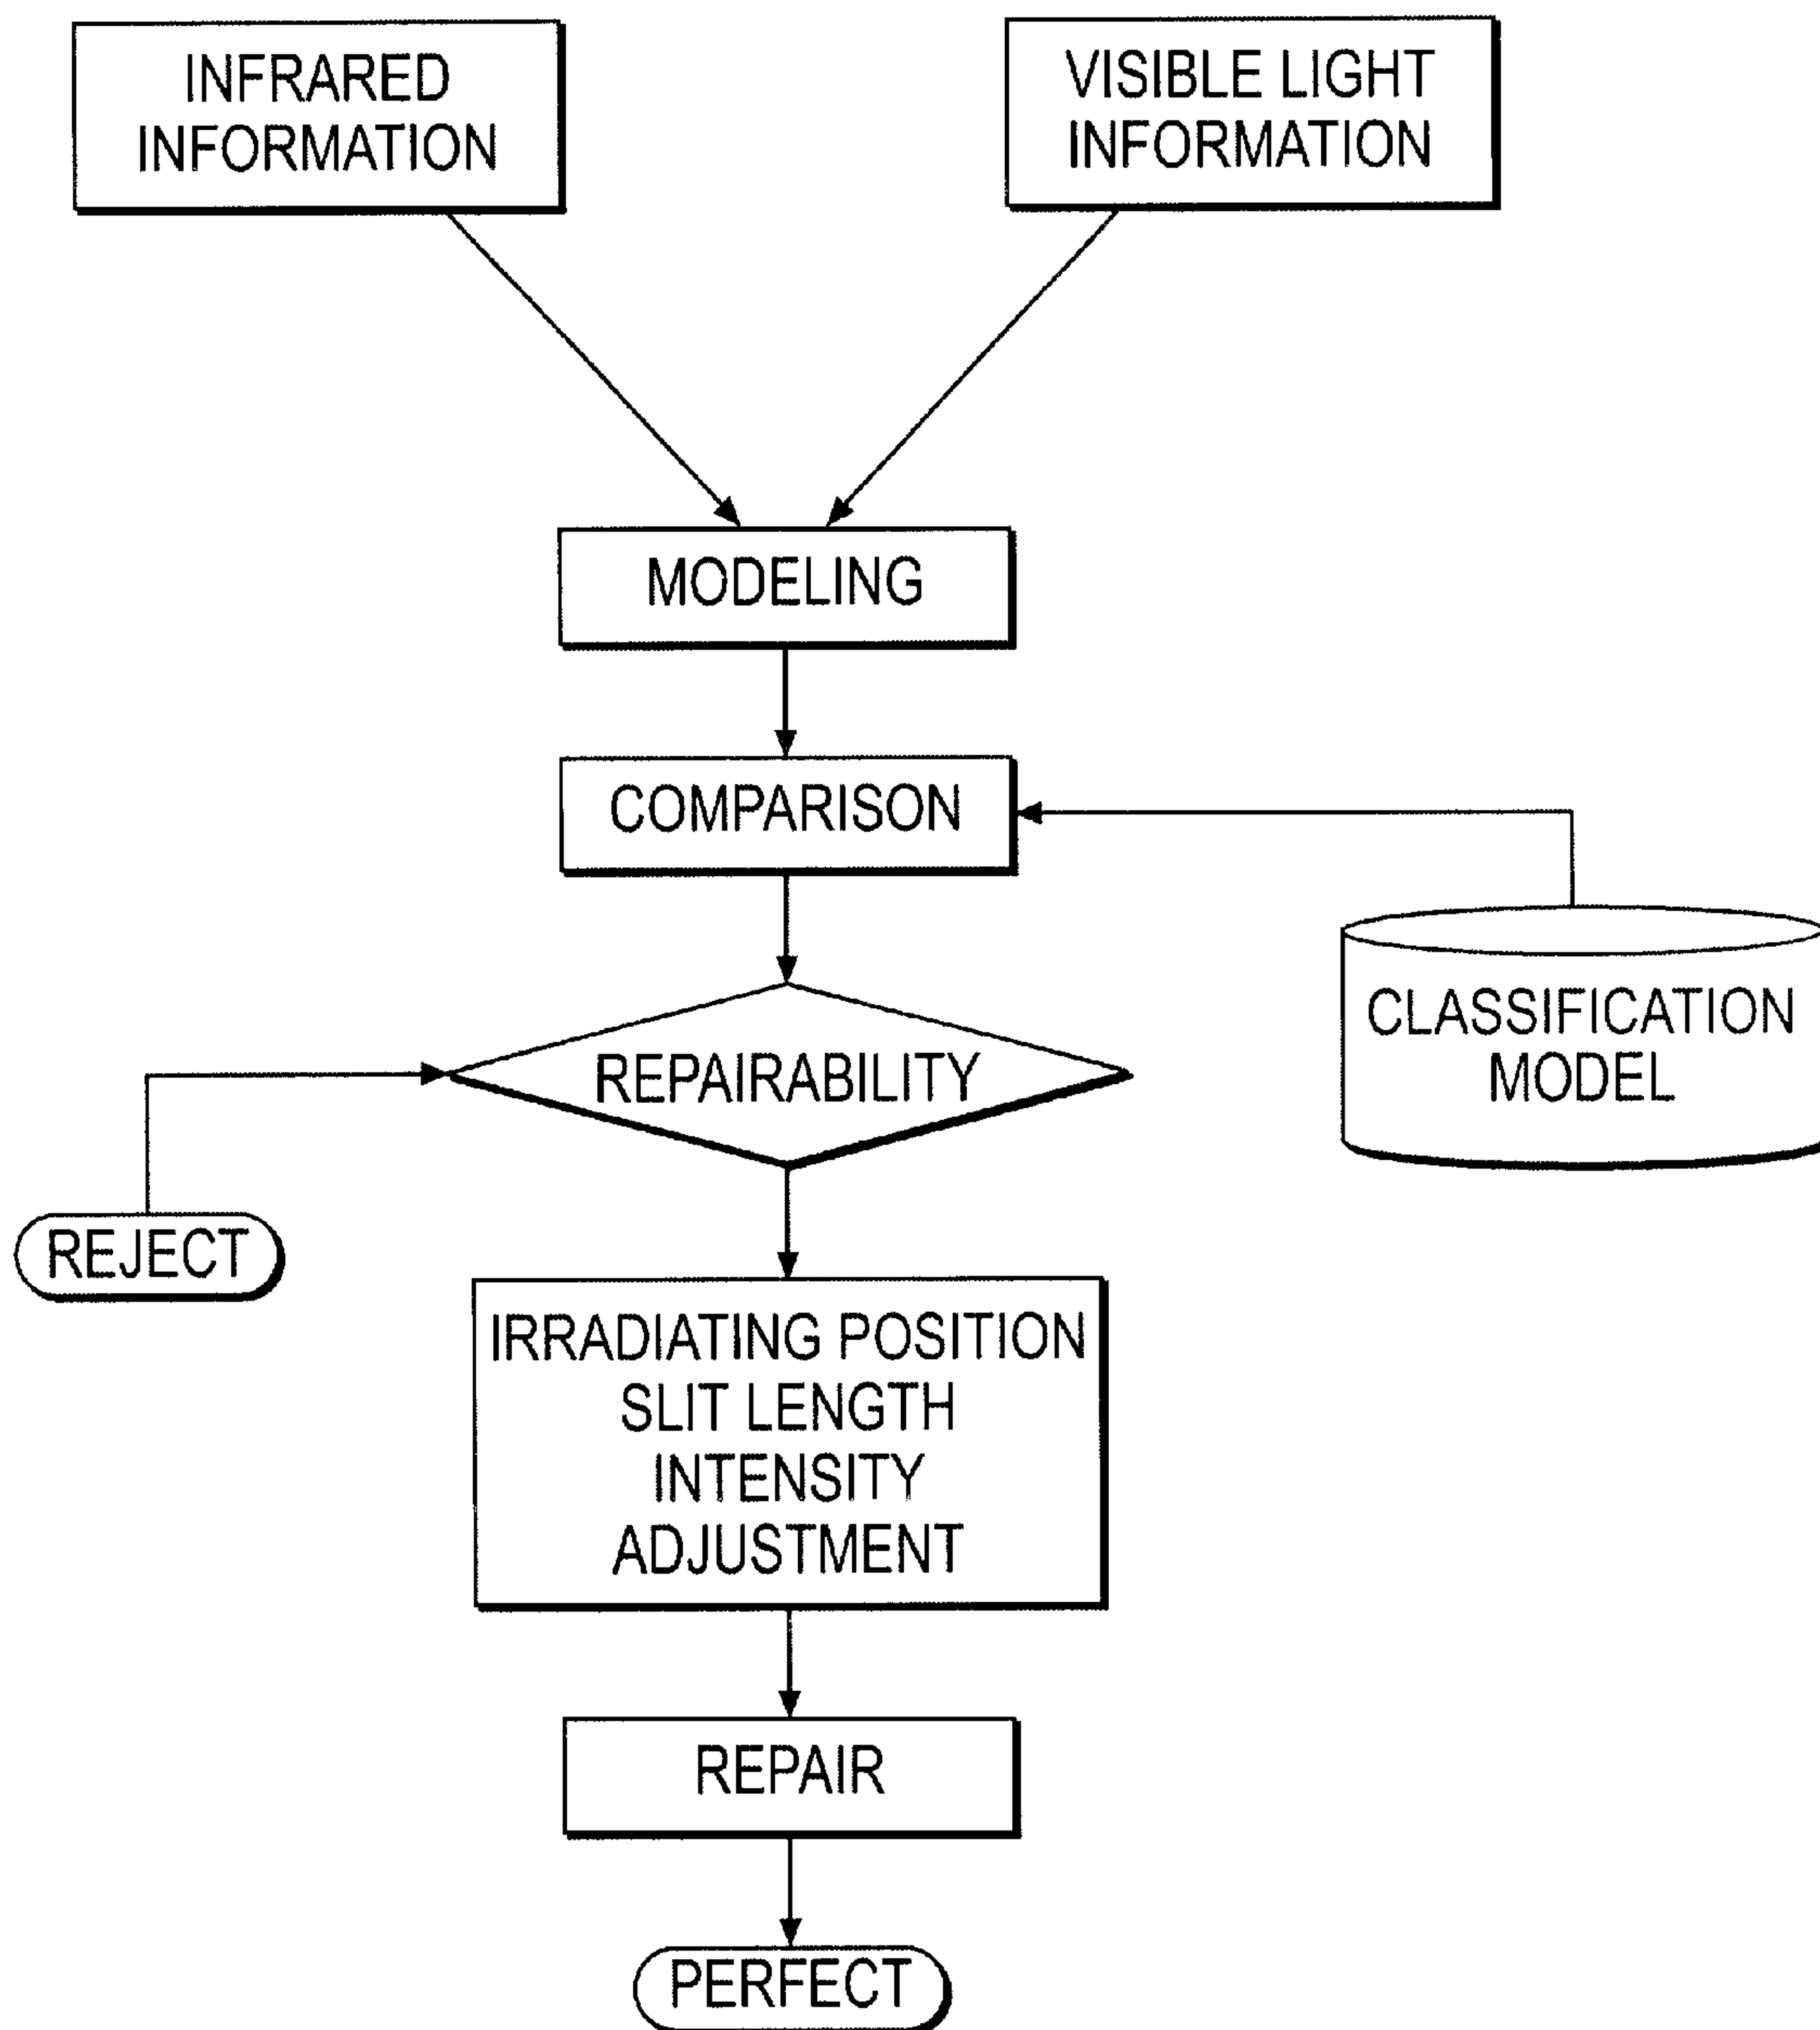 INFRARED
INFORMATION
VISIBLE LIGHT
INFORMATION
MODELING
COMPARISON
CLASSIFICATION
MODEL
REPAIRABILITY
REJECT
IRRADIATING POSITION
SLIT LENGTH
INTENSITY
ADJUSTMENT
REPAIR
PERFECT